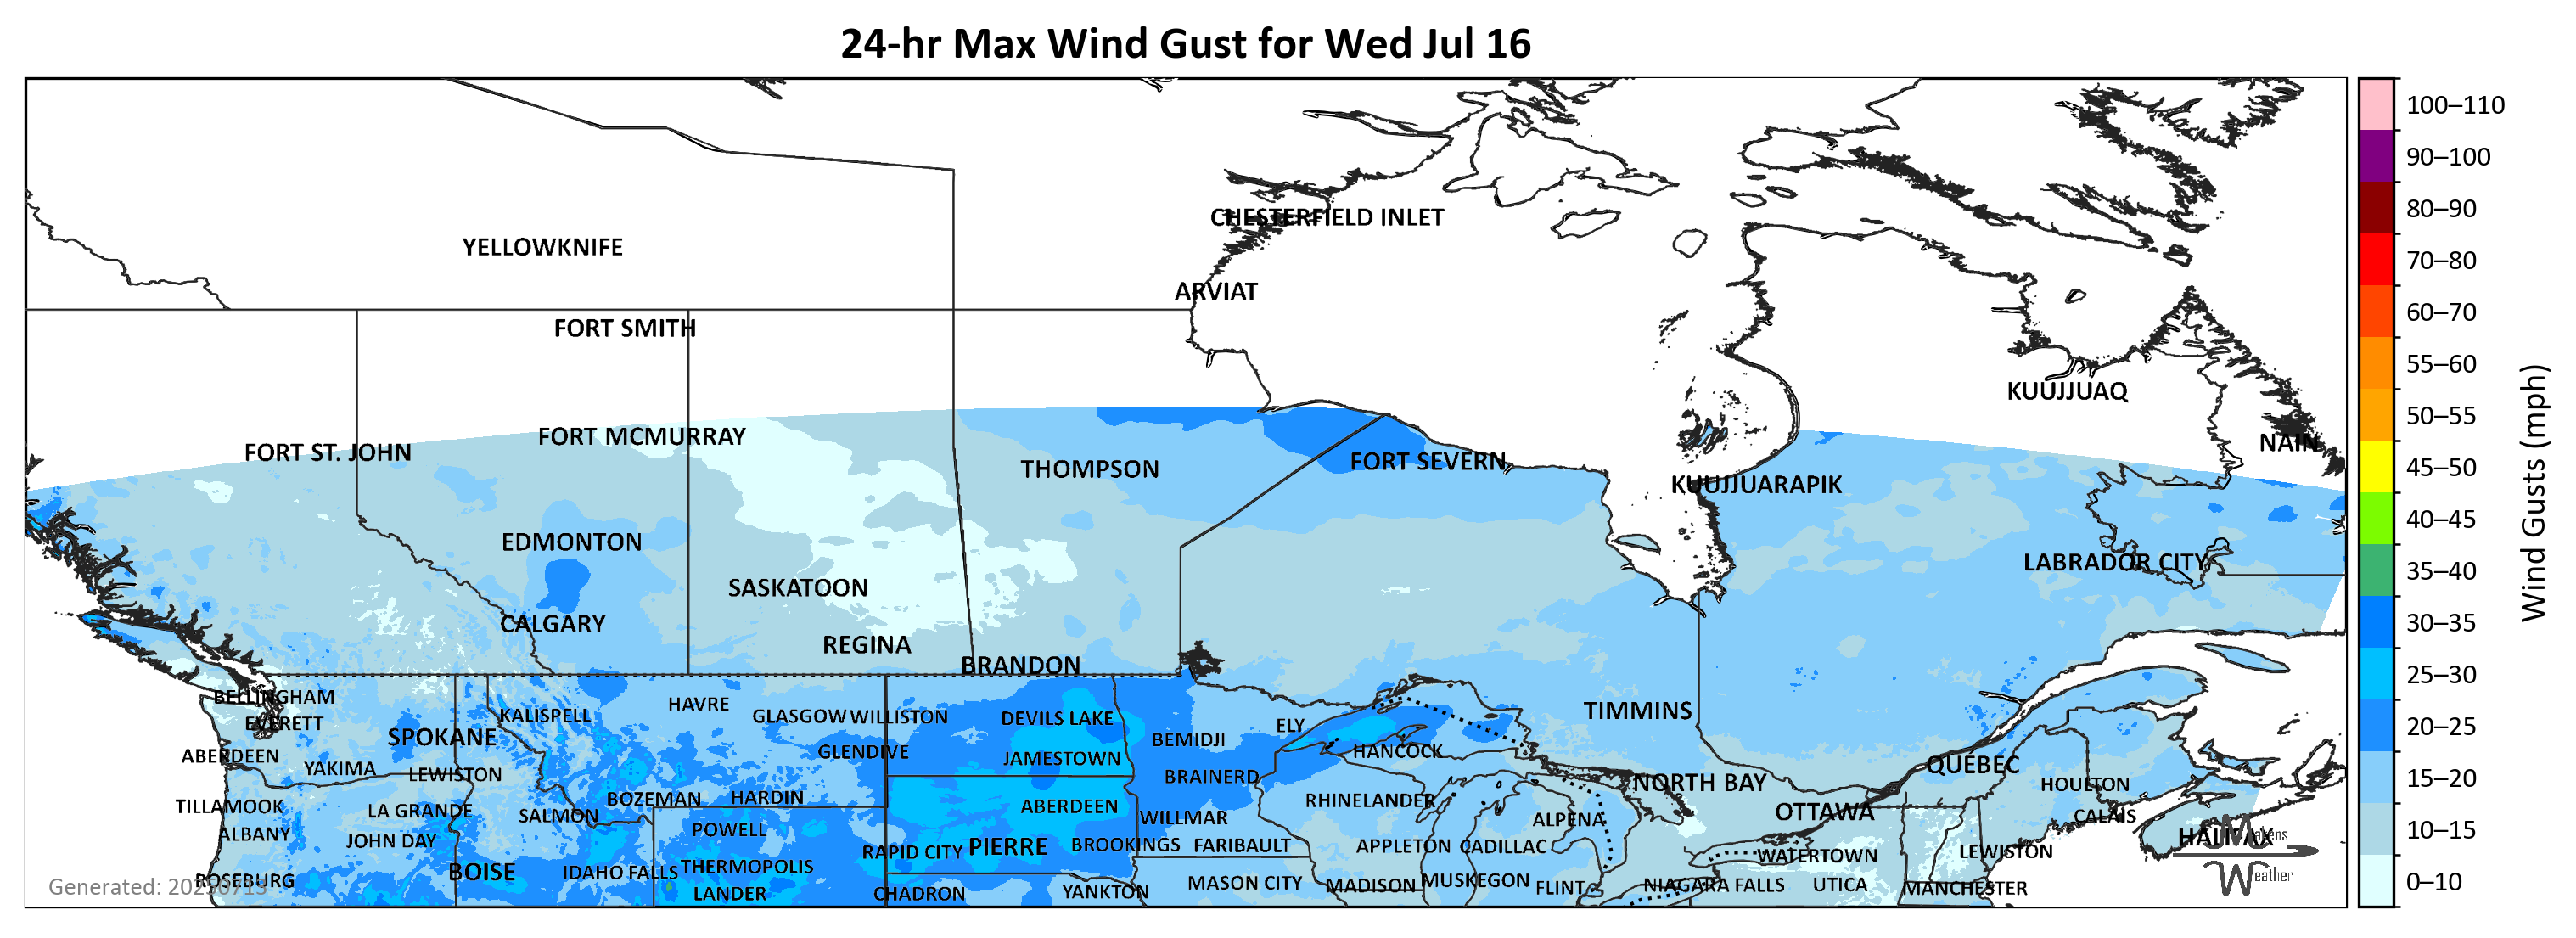 24-hr Max Wind Gust for Wed Jul 16
100–110
90–100
CHESTERFIELD INLET
80–90
YELLOWKNIFE
70–80
ARVIAT
60–70
FORT SMITH
55–60
KUUJJUAQ
50–55
FORT MCMURRAY
NAIN
FORT ST. JOHN
THOMPSON
FORT SEVERN
45–50
KUUJJUARAPIK
40–45
Wind Gusts (mph)
EDMONTON
LABRADOR CITY
35–40
SASKATOON
CALGARY
30–35
REGINA
BRANDON
25–30
BELLINGHAM
HAVRE
KALISPELL
GLASGOW
WILLISTON
DEVILS LAKE
TIMMINS
EVERETT
ELY
20–25
SPOKANE
BEMIDJI
ABERDEEN
GLENDIVE
JAMESTOWN
HANCOCK
QUÉBEC
YAKIMA
LEWISTON
BRAINERD
NORTH BAY
HOULTON
15–20
TILLAMOOK
LA GRANDE
BOZEMAN
HARDIN
ABERDEEN
RHINELANDER
SALMON
WILLMAR
ALPENA
OTTAWA
CALAIS
10–15
ALBANY
JOHN DAY
POWELL
RAPID CITY
PIERRE
BROOKINGS
FARIBAULT
APPLETON
CADILLAC
WATERTOWN
LEWISTON
HALIFAX
Makens
Weather
ROSEBURG
BOISE
IDAHO FALLS
THERMOPOLIS
LANDER
CHADRON
YANKTON
MASON CITY
MADISON
MUSKEGON
FLINT
NIAGARA FALLS
UTICA
MANCHESTER
0–10
Generated: 20250713